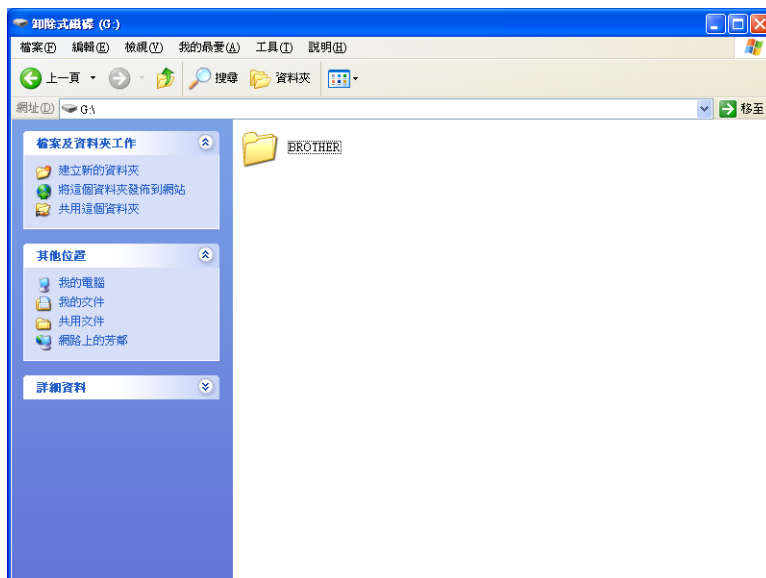 卸除式磁碟 (G:)
檔案(F) 編輯(E) 檢視(V) 我的最愛(A) 工具(T) 說明(H)
上一頁 搜尋 資料夾
網址(D) G:\ 移至
檔案及資料夾工作
建立新的資料夾
將這個資料夾發佈到網站
共用這個資料夾
其他位置
我的電腦
我的文件
共用文件
網路上的芳鄰
詳細資料
BROTHER